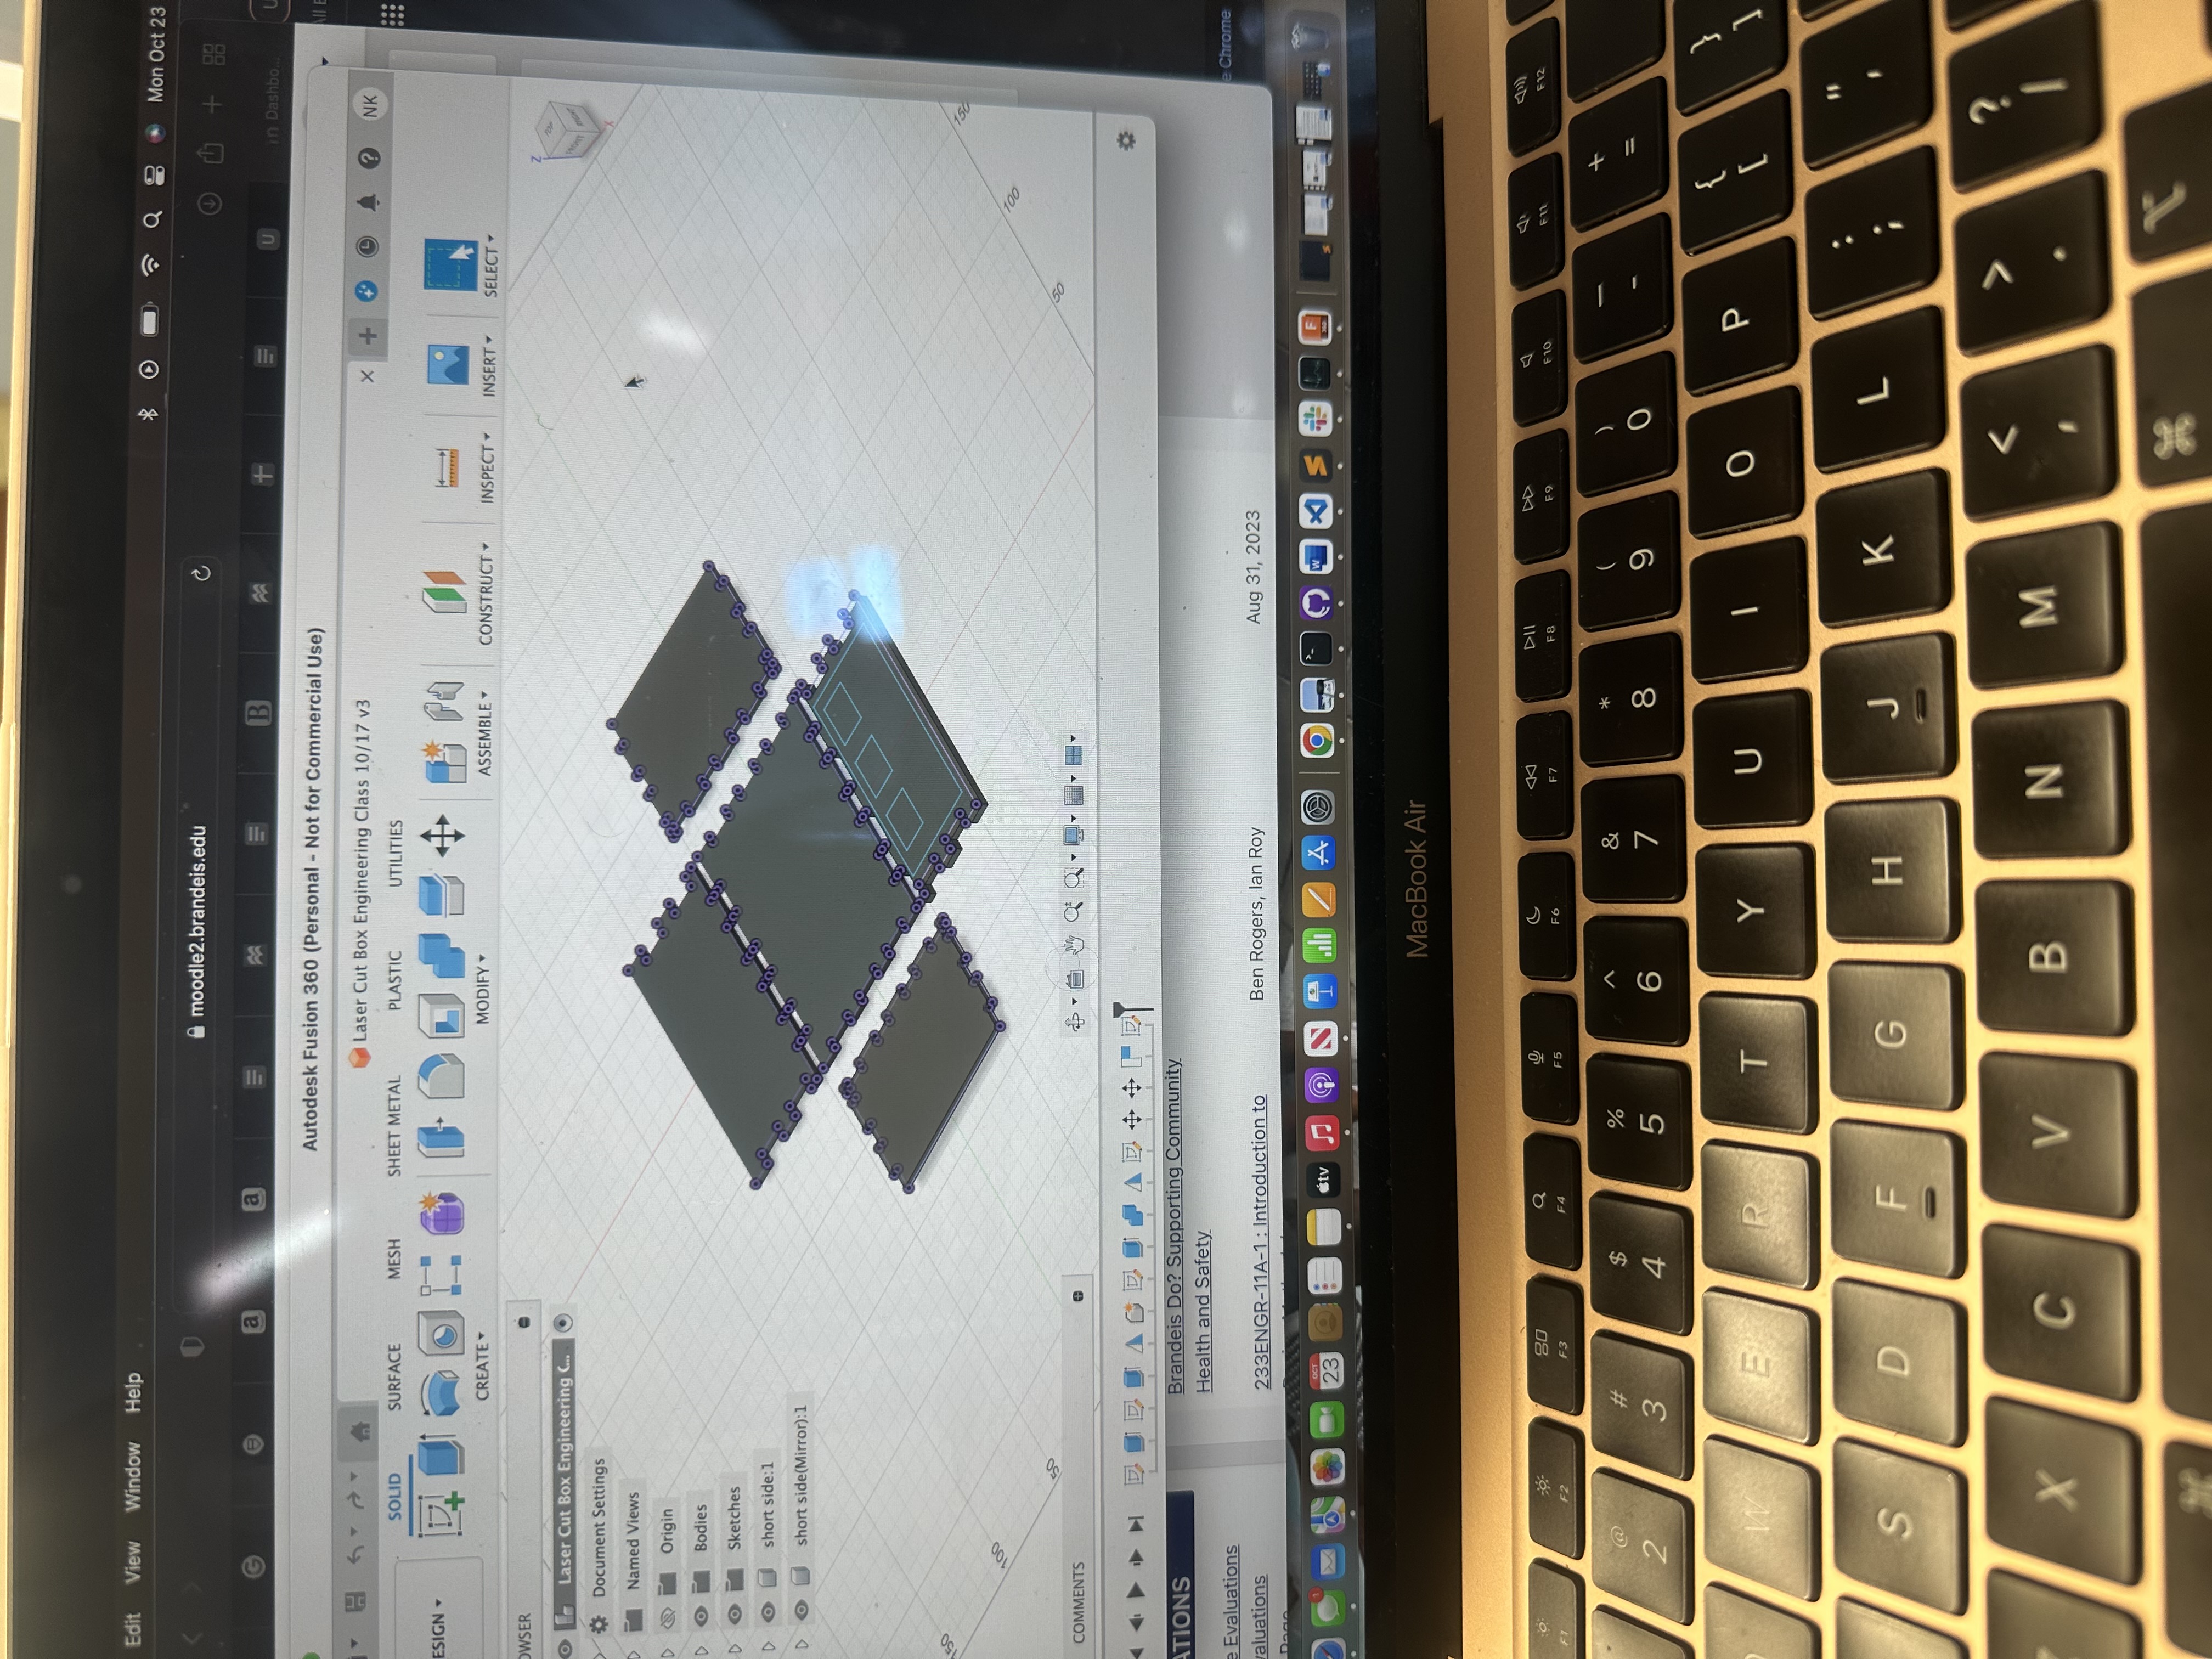 Edit View Window Help
Mon Oct 23
moodle2.brandeis.edu
Dashbo...
Autodesk Fusion 360 (Personal - Not for Commercial Use)
Laser Cut Box Engineering Class 10/17 v3
NK
SOLID SURFACE MESH SHEET METAL PLASTIC UTILITIES
ESIGN
CREATE MODIFY ASSEMBLE CONSTRUCT INSPECT INSERT SELECT
OWSER
Laser Cut Box Engineering C...
Document Settings
Named Views
Origin
Bodies
Sketches
short side:1
short side(Mirror):1
Z
TOP
FRONT RIGHT
X
150
100
50
150
100
50
COMMENTS
ATIONS
Brandeis Do? Supporting Community
Health and Safety
e Evaluations
valuations
233ENGR-11A-1 : Introduction to
Ben Rogers, Ian Roy
Aug 31, 2023
e Chrome
OCT
23
tv
MacBook Air
F1 F2 F3 F4 F5 F6 F7 F8 F9 F10 F11 F12
@ # $ % ^ & * ( ) — +
2 3 4 5 6 7 8 9 0 - =
W E R T Y U I O P { [ } ]
S D F G H J K L : ; " '
X C V B N M < , > . ? /
⌘ ⌘ ⌥